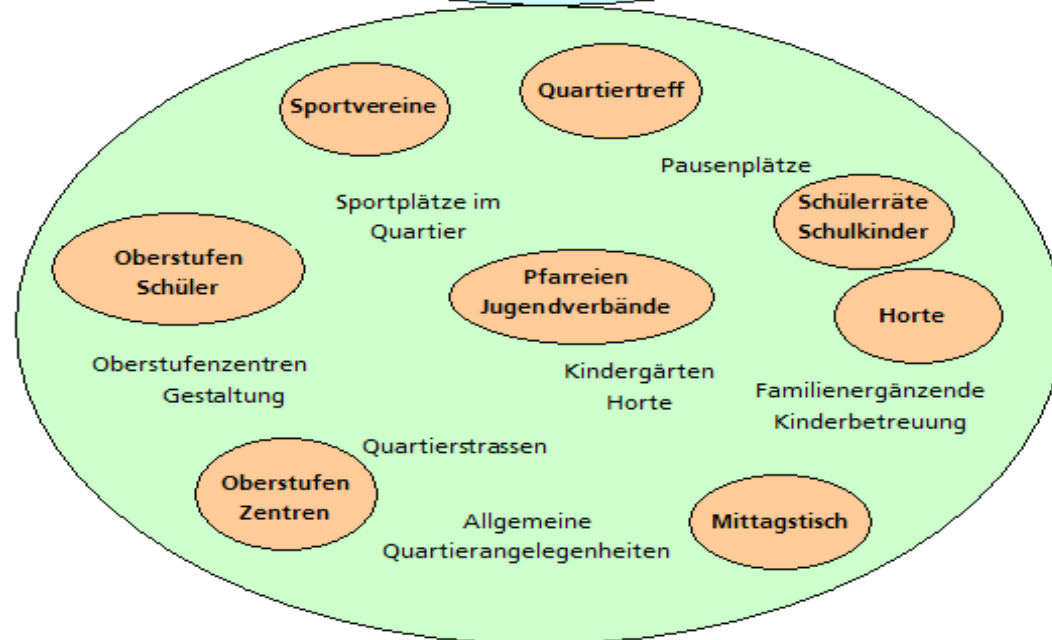 Quartiertreff
Sportvereine
Pausenplätze
Sportplätze im
Quartier
Schülerräte
Schulkinder
Oberstufen
Schüler
Pfarreien
Jugendverbände
Horte
Oberstufenzentren
Gestaltung
Kindergärten
Horte
Familienergänzende
Kinderbetreuung
Quartierstrassen
Oberstufen
Zentren
Allgemeine
Quartierangelegenheiten
Mittagstisch